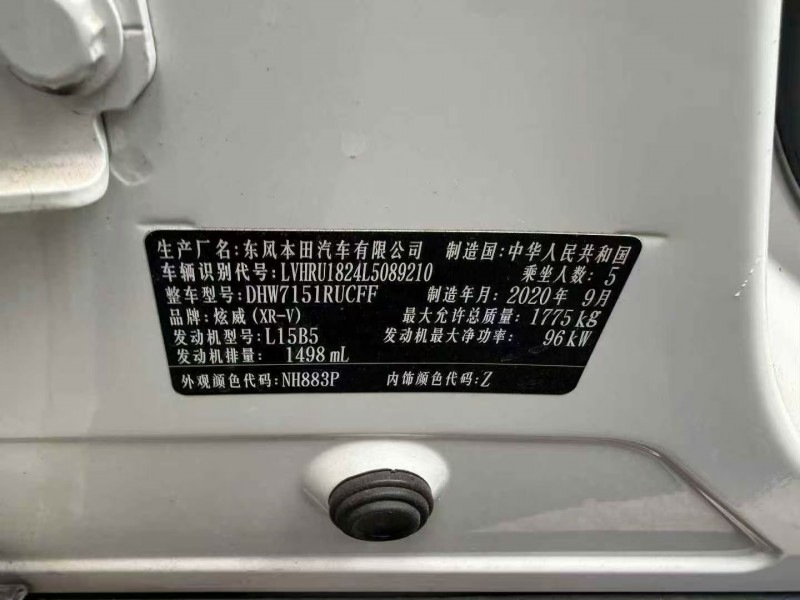 生产厂名:东风本田汽车有限公司 制造国:中华人民共和国
车辆识别代号:LVHRU1824L5089210 乘坐人数:5
整车型号:DHW7151RUCFF 制造年月:2020年9月
品牌:炫威(XR-V) 最大允许总质量:1775kg
发动机型号:L15B5 发动机最大净功率:96kW
发动机排量:1498mL
外观颜色代码:NH883P 内饰颜色代码:Z